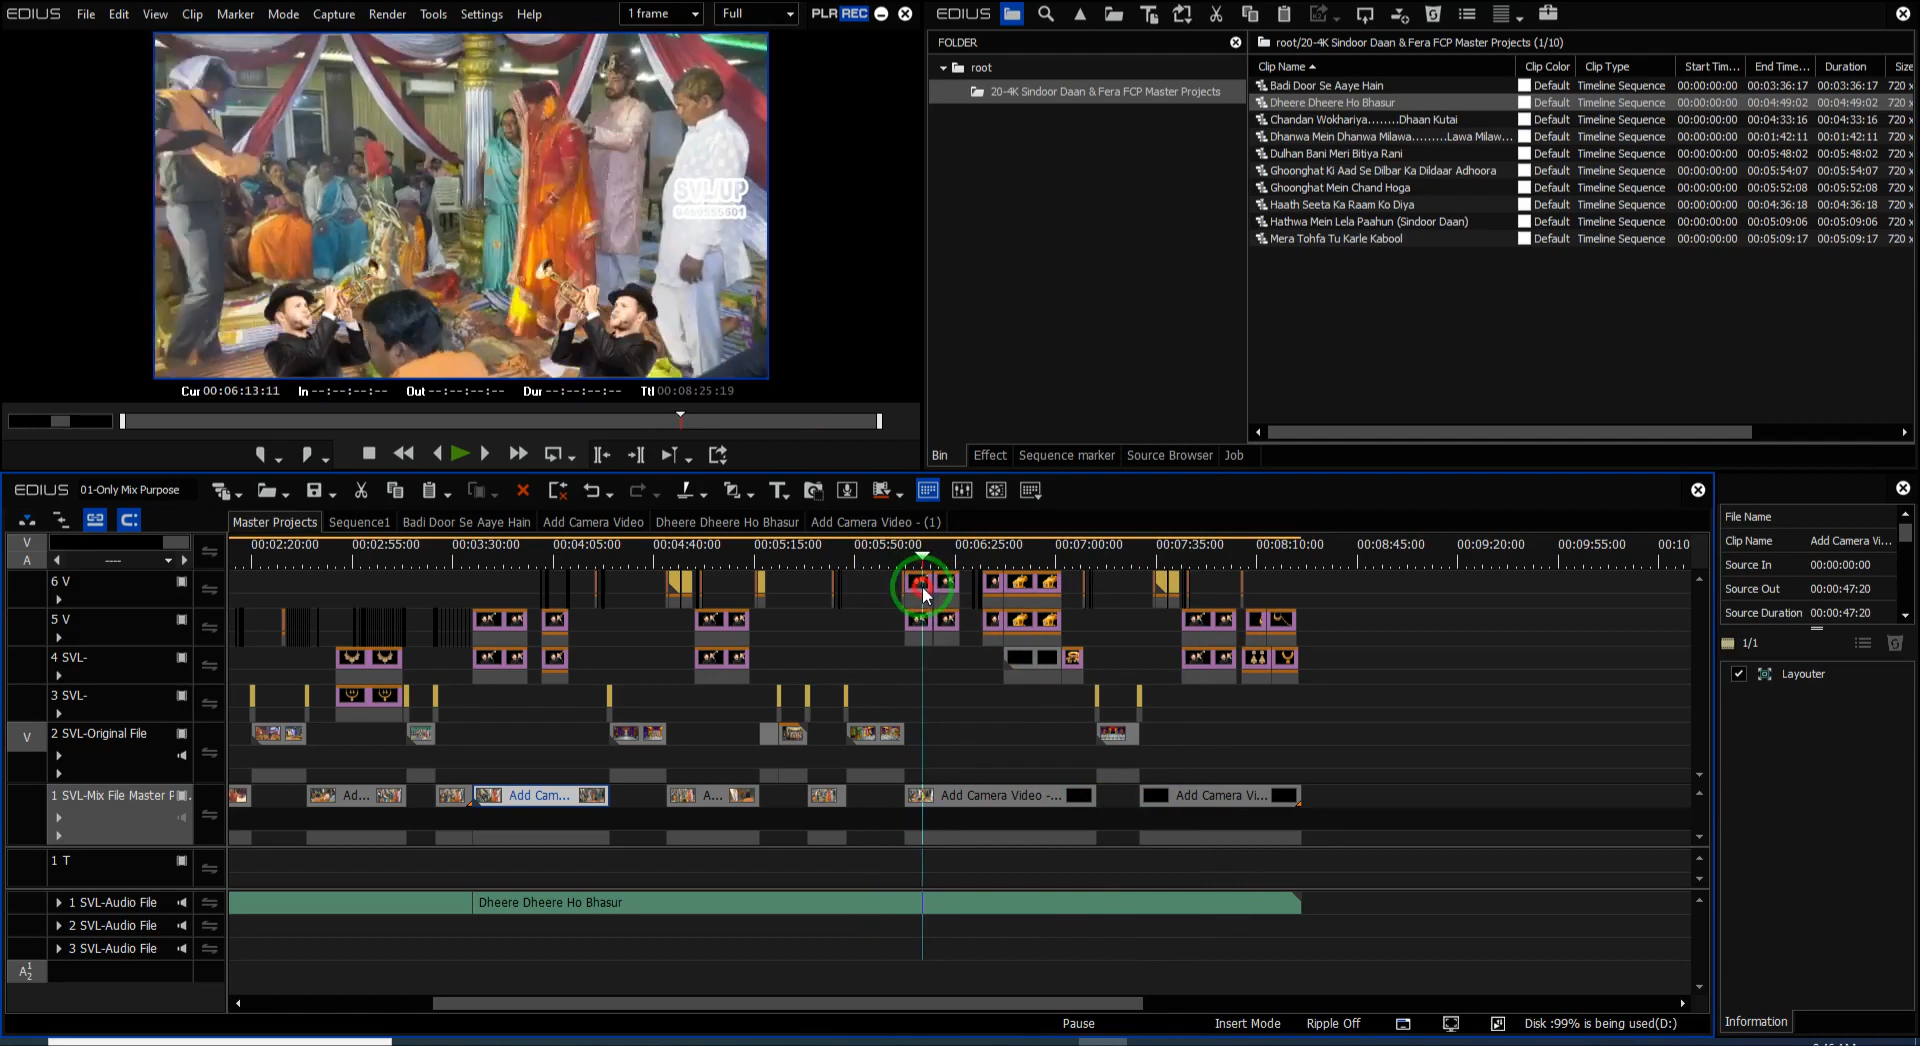 EDIUS File Edit View Clip Marker Mode Capture Render Tools Settings Help 1 frame Full PLR REC
SVL/UP
9455555501
Cur 00:06:13:11 In --:--:--:-- Out --:--:--:-- Dur --:--:--:-- Ttl 00:08:25:19
EDIUS
FOLDER
root
20-4K Sindoor Daan & Fera FCP Master Projects
root/20-4K Sindoor Daan & Fera FCP Master Projects (1/10)
Clip Name Clip Color Clip Type Start Tim... End Time... Duration Size
Badi Door Se Aaye Hain Default Timeline Sequence 00:00:00:00 00:03:36:17 00:03:36:17 720 x
Dheere Dheere Ho Bhasur Default Timeline Sequence 00:00:00:00 00:04:49:02 00:04:49:02 720 x
Chandan Wokhariya........Dhaan Kutai Default Timeline Sequence 00:00:00:00 00:04:33:16 00:04:33:16 720 x
Dhanwa Mein Dhanwa Milawa.........Lawa Milaw... Default Timeline Sequence 00:00:00:00 00:01:42:11 00:01:42:11 720 x
Dulhan Bani Meri Bitiya Rani Default Timeline Sequence 00:00:00:00 00:05:48:02 00:05:48:02 720 x
Ghoonghat Ki Aad Se Dilbar Ka Dildaar Adhoora Default Timeline Sequence 00:00:00:00 00:05:54:07 00:05:54:07 720 x
Ghoonghat Mein Chand Hoga Default Timeline Sequence 00:00:00:00 00:05:52:08 00:05:52:08 720 x
Haath Seeta Ka Raam Ko Diya Default Timeline Sequence 00:00:00:00 00:04:36:18 00:04:36:18 720 x
Hathwa Mein Lela Paahun (Sindoor Daan) Default Timeline Sequence 00:00:00:00 00:05:09:06 00:05:09:06 720 x
Mera Tohfa Tu Karle Kabool Default Timeline Sequence 00:00:00:00 00:05:09:17 00:05:09:17 720 x
Bin Effect Sequence marker Source Browser Job
EDIUS 01-Only Mix Purpose
Master Projects Sequence1 Badi Door Se Aaye Hain Add Camera Video Dheere Dheere Ho Bhasur Add Camera Video - (1)
V
A ----
00:02:20:00 00:02:55:00 00:03:30:00 00:04:05:00 00:04:40:00 00:05:15:00 00:05:50:00 00:06:25:00 00:07:00:00 00:07:35:00 00:08:10:00 00:08:45:00 00:09:20:00 00:09:55:00 00:10
6 V
5 V
4 SVL-
3 SVL-
V 2 SVL-Original File
1 SVL-Mix File Master P... Ad... Add Cam... A... Add Camera Video -... Add Camera Vi...
1 T
1 SVL-Audio File Dheere Dheere Ho Bhasur
2 SVL-Audio File
3 SVL-Audio File
A 1 2
Pause Insert Mode Ripple Off Disk :99% is being used(D:)
File Name
Clip Name Add Camera Vi...
Source In 00:00:00:00
Source Out 00:00:47:20
Source Duration 00:00:47:20
1/1
Layouter
Information